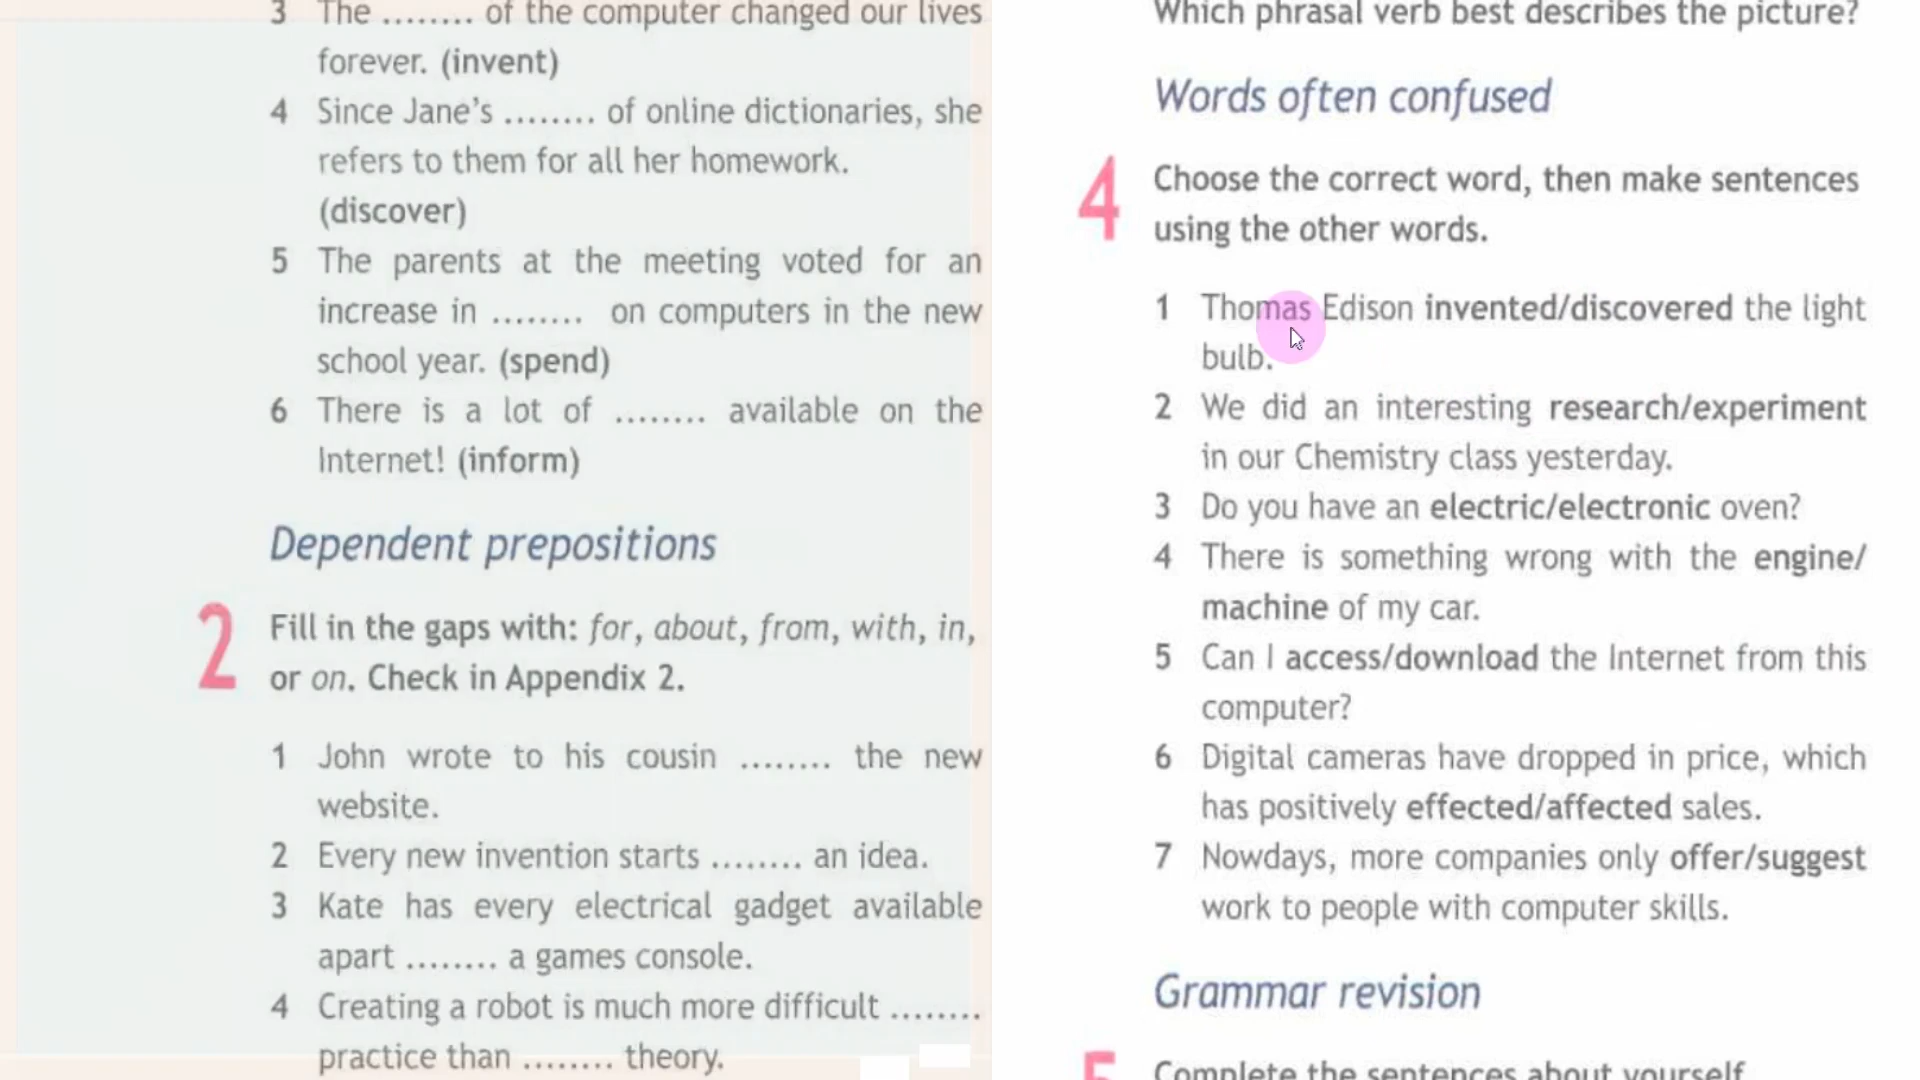 3 The ........ of the computer changed our lives
forever. (invent)
4 Since Jane's ........ of online dictionaries, she
refers to them for all her homework.
(discover)
5 The parents at the meeting voted for an
increase in ........ on computers in the new
school year. (spend)
6 There is a lot of ........ available on the
Internet! (inform)
Dependent prepositions
2 Fill in the gaps with: for, about, from, with, in,
or on. Check in Appendix 2.
1 John wrote to his cousin ........ the new
website.
2 Every new invention starts ........ an idea.
3 Kate has every electrical gadget available
apart ........ a games console.
4 Creating a robot is much more difficult ........
practice than ........ theory.
Which phrasal verb best describes the picture?
Words often confused
4 Choose the correct word, then make sentences
using the other words.
1 Thomas Edison invented/discovered the light
bulb.
2 We did an interesting research/experiment
in our Chemistry class yesterday.
3 Do you have an electric/electronic oven?
4 There is something wrong with the engine/
machine of my car.
5 Can I access/download the Internet from this
computer?
6 Digital cameras have dropped in price, which
has positively effected/affected sales.
7 Nowdays, more companies only offer/suggest
work to people with computer skills.
Grammar revision
5 Complete the sentences about yourself